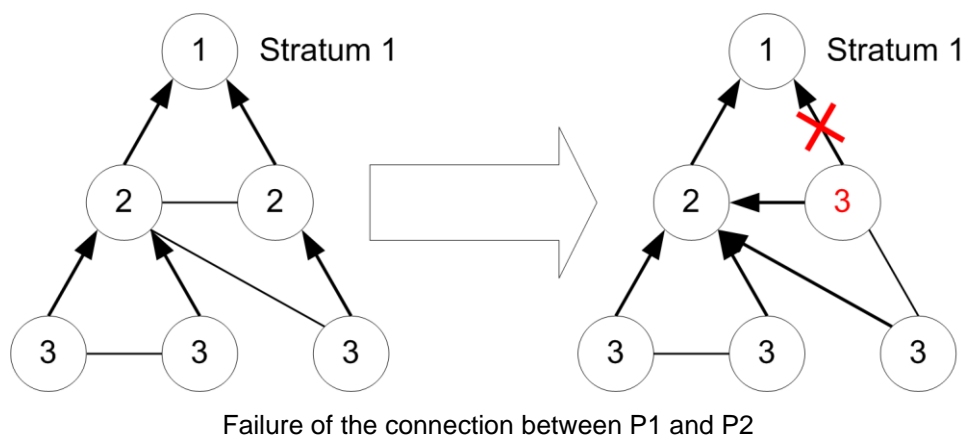 1 Stratum 1
1 Stratum 1
2 2
2 3
3 3 3
3 3 3
Failure of the connection between P1 and P2